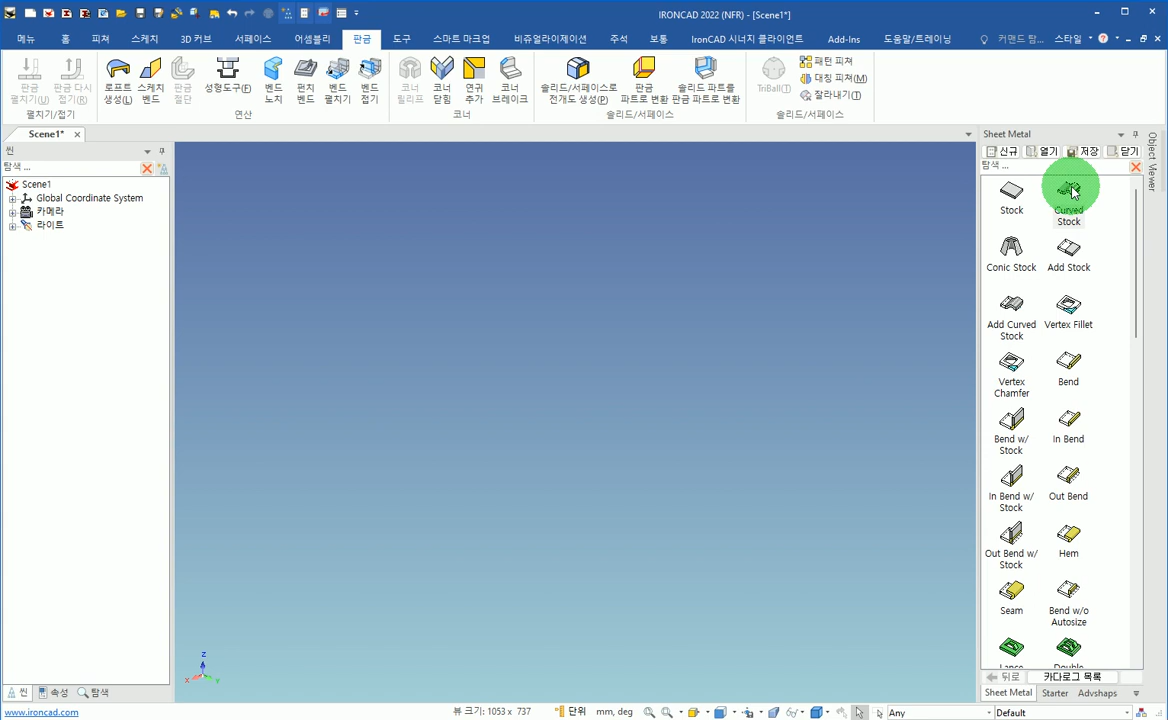 IRONCAD 2022 (NFR) - [Scene1*]
메뉴 홈 피쳐 스케치 3D 커브 서페이스 어셈블리 판금 도구 스마트 마크업 비쥬얼라이제이션 주석 보통 IronCAD 시너지 클라이언트 Add-Ins 도움말/트레이닝 커맨드 탐... 스타일
판금 펼치기(U)
판금 다시 접기(R)
펼치기/접기
로프트 생성(L)
스케치 벤드
판금 절단
성형도구(F)
벤드 노치
펀치 벤드
벤드 펼치기
벤드 접기
연산
코너 릴리프
코너 닫힘
연귀 추가
코너 브레이크
코너
솔리드/서페이스로 전개도 생성(P)
판금 파트로 변환
솔리드 파트를 판금 파트로 변환
솔리드/서페이스
TriBall(T)
패턴 피쳐
대칭 피쳐(M)
잘라내기(T)
솔리드/서페이스
Scene1*
씬
탐색 ...
Scene1
Global Coordinate System
카메라
라이트
z
x
Y
Sheet Metal
신규 열기 저장 닫기
탐색 ...
Object Viewer
Stock
Curved Stock
Conic Stock
Add Stock
Add Curved Stock
Vertex Fillet
Vertex Chamfer
Bend
Bend w/ Stock
In Bend
In Bend w/ Stock
Out Bend
Out Bend w/ Stock
Hem
Seam
Bend w/o Autosize
Lance
Double
뒤로 카다로그 목록
Sheet Metal Starter Advshaps
씬 속성 탐색
www.ironcad.com 뷰 크기: 1053 x 737 단위 mm, deg Any Default